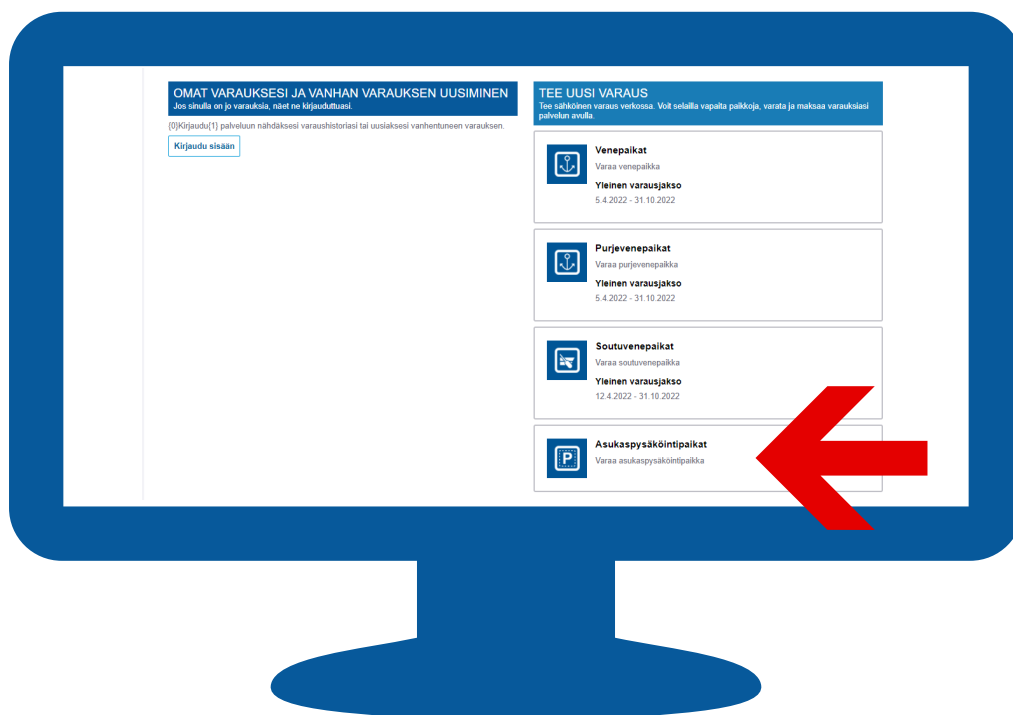 OMAT VARAUKSESI JA VANHAN VARAUKSEN UUSIMINEN
Jos sinulla on jo varauksia, näet ne kirjauduttuasi.
{0}Kirjaudu{1} palveluun nähdäksesi varaushistoriasi tai uusiaksesi vanhentuneen varauksen.
Kirjaudu sisään
TEE UUSI VARAUS
Tee sähköinen varaus verkossa. Voit selailla vapaita paikkoja, varata ja maksaa varauksiasi
palvelun avulla.
Venepaikat
Varaa venepaikka
Yleinen varausjakso
5.4.2022 - 31.10.2022
Purjevenepaikat
Varaa purjevenepaikka
Yleinen varausjakso
5.4.2022 - 31.10.2022
Soutuvenepaikat
Varaa soutuvenepaikka
Yleinen varausjakso
12.4.2022 - 31.10.2022
P
Asukaspysäköintipaikat
Varaa asukaspysäköintipaikka